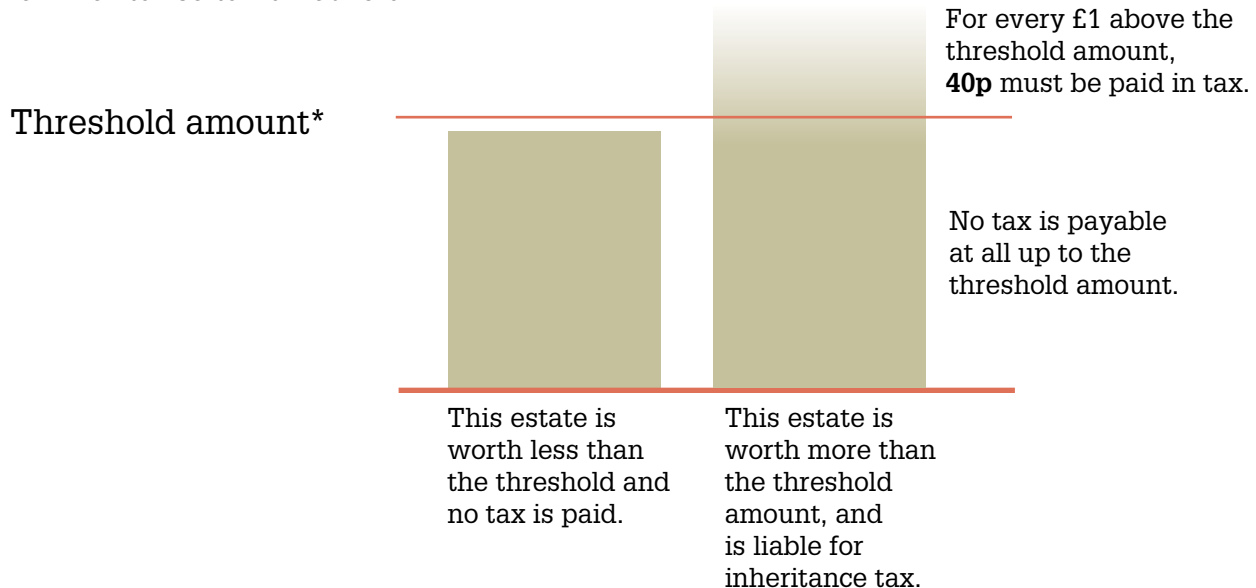 For every £1 above the
threshold amount,
40p must be paid in tax.
Threshold amount*
No tax is payable
at all up to the
threshold amount.
This estate is
worth less than
the threshold and
no tax is paid.
This estate is
worth more than
the threshold
amount, and
is liable for
inheritance tax.